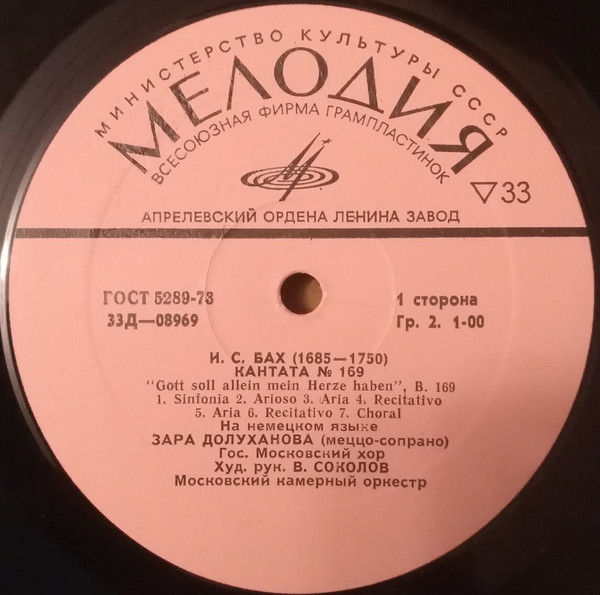 МИНИСТЕРСТВО КУЛЬТУРЫ СССР
МЕЛОДИЯ
ВСЕСОЮЗНАЯ ФИРМА ГРАМПЛАСТИНОК
▽33
АПРЕЛЕВСКИЙ ОРДЕНА ЛЕНИНА ЗАВОД
ГОСТ 5289-73
33Д—08969
1 сторона
Гр. 2. 1-00
И. С. БАХ (1685—1750)
КАНТАТА № 169
"Gott soll allein mein Herze haben", B. 169
1. Sinfonia 2. Arioso 3. Aria 4. Recitativo
5. Aria 6. Recitativo 7. Choral
На немецком языке
ЗАРА ДОЛУХАНОВА (меццо-сопрано)
Гос. Московский хор
Худ. рук. В. СОКОЛОВ
Московский камерный оркестр